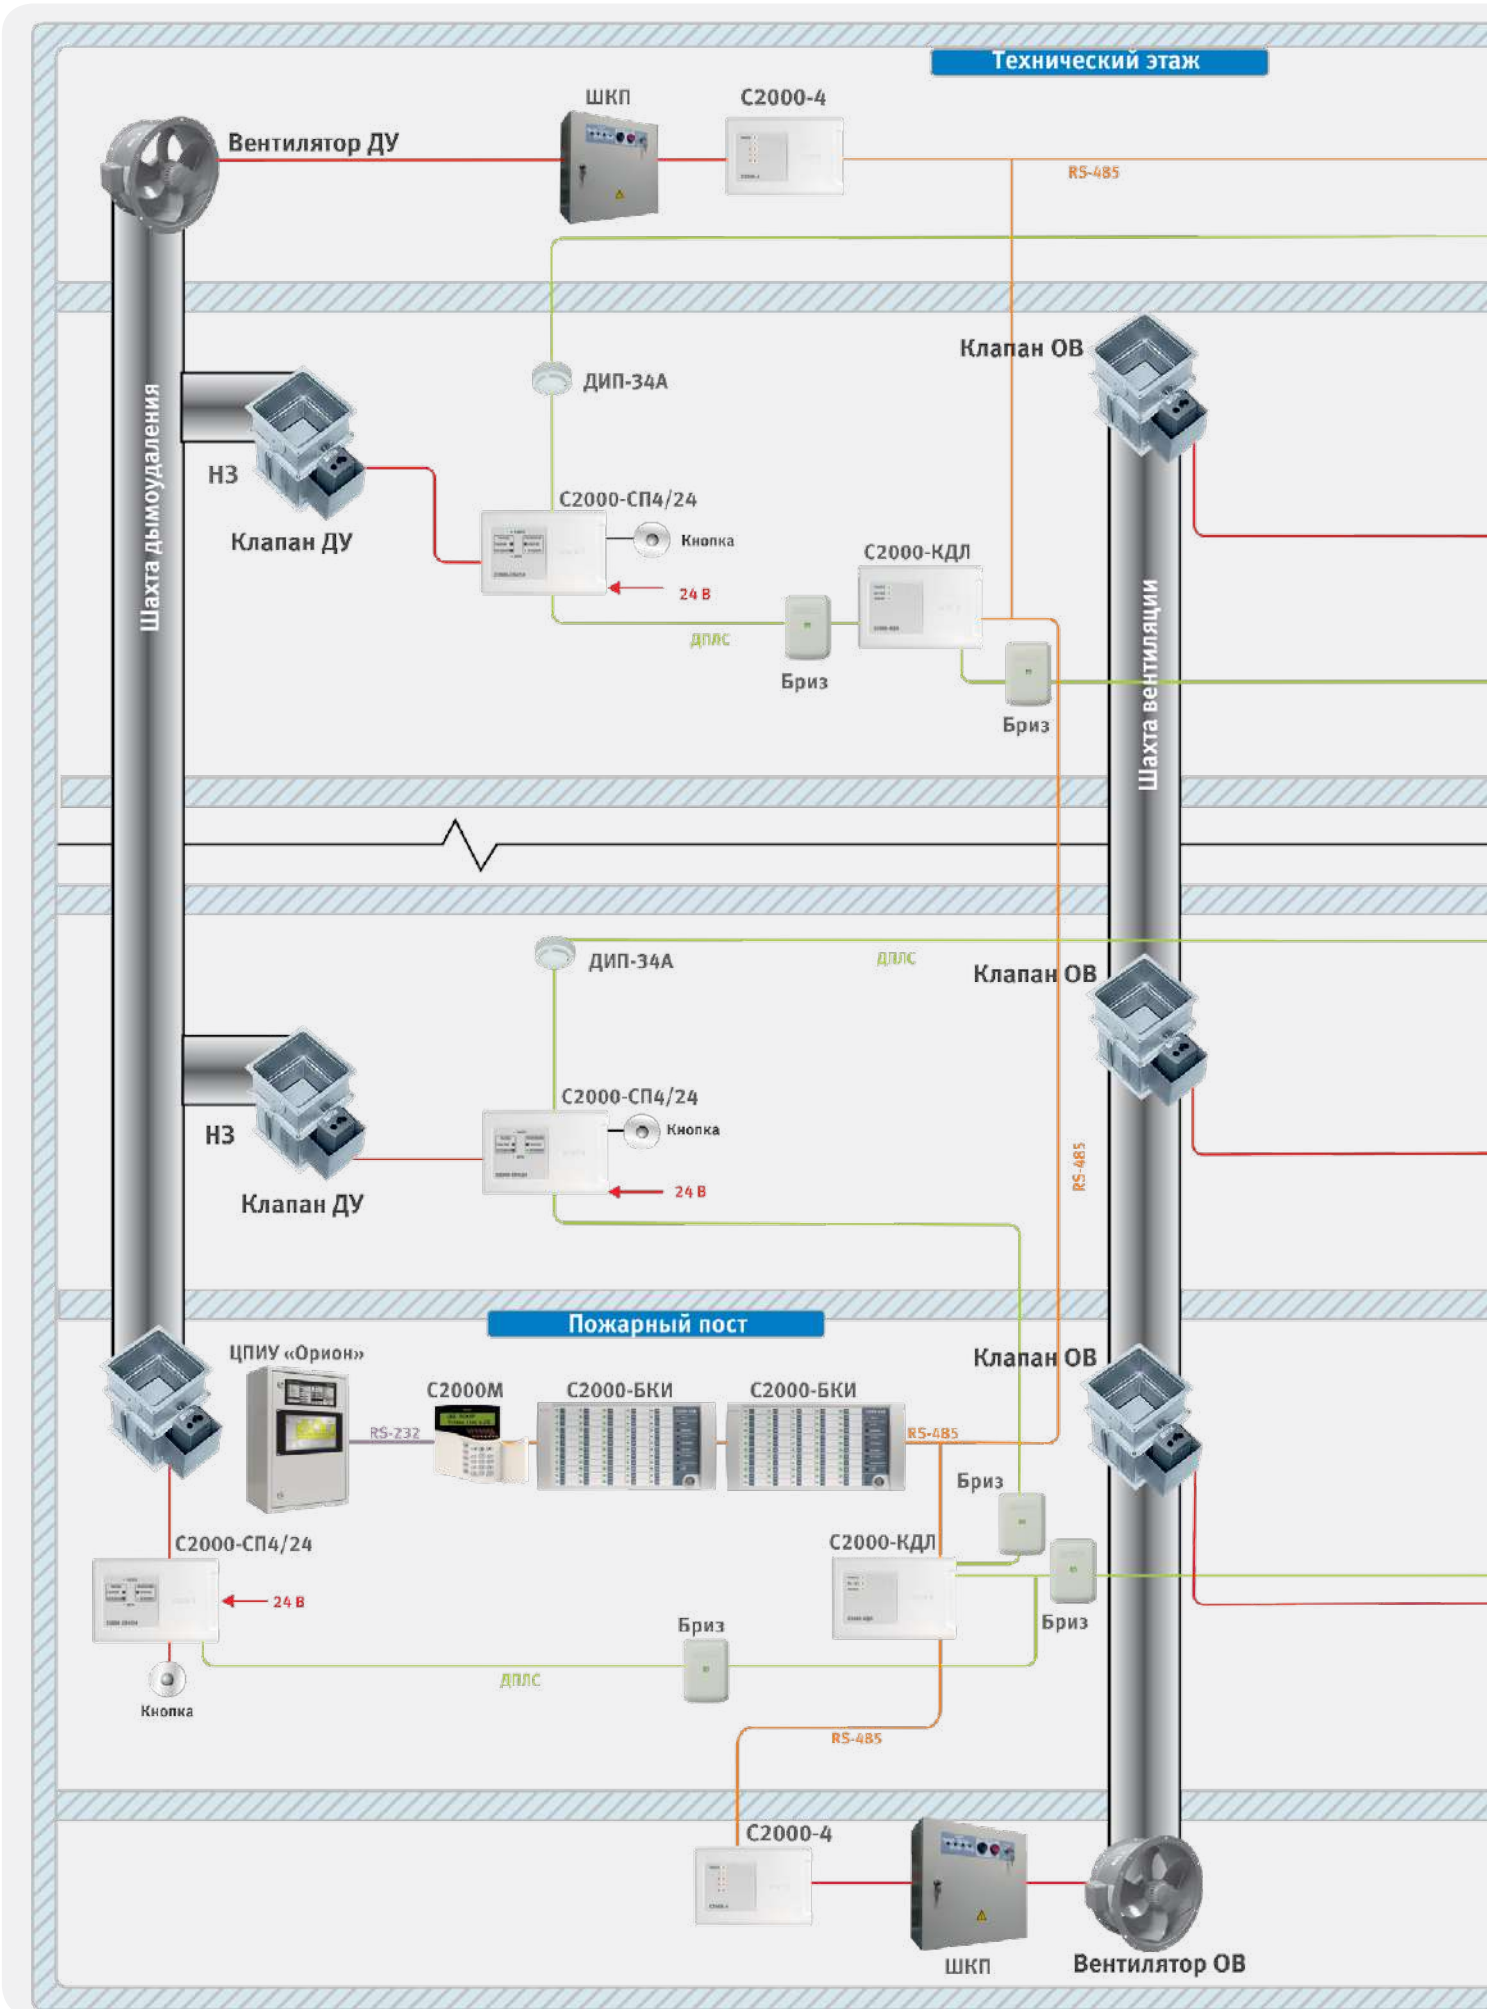 Технический этаж
ШКП
С2000-4
Вентилятор ДУ
RS-485
Клапан ОВ
ДИП-34А
Шахта дымоудаления
НЗ
Клапан ДУ
С2000-СП4/24
Кнопка
24 В
С2000-КДЛ
ДПЛС
Бриз
Бриз
Шахта вентиляции
ДИП-34А
ДПЛС
Клапан ОВ
С2000-СП4/24
Кнопка
НЗ
24 В
Клапан ДУ
RS-485
Пожарный пост
ЦПИУ «Орион»
С2000М
С2000-БКИ
С2000-БКИ
Клапан ОВ
RS-232
RS-485
Бриз
С2000-СП4/24
С2000-КДЛ
24 В
Бриз
Бриз
ДПЛС
Кнопка
RS-485
С2000-4
ШКП
Вентилятор ОВ